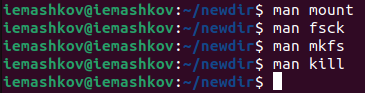 iemashkov@iemashkov:~/newdir$ man mount
iemashkov@iemashkov:~/newdir$ man fsck
iemashkov@iemashkov:~/newdir$ man mkfs
iemashkov@iemashkov:~/newdir$ man kill
iemashkov@iemashkov:~/newdir$